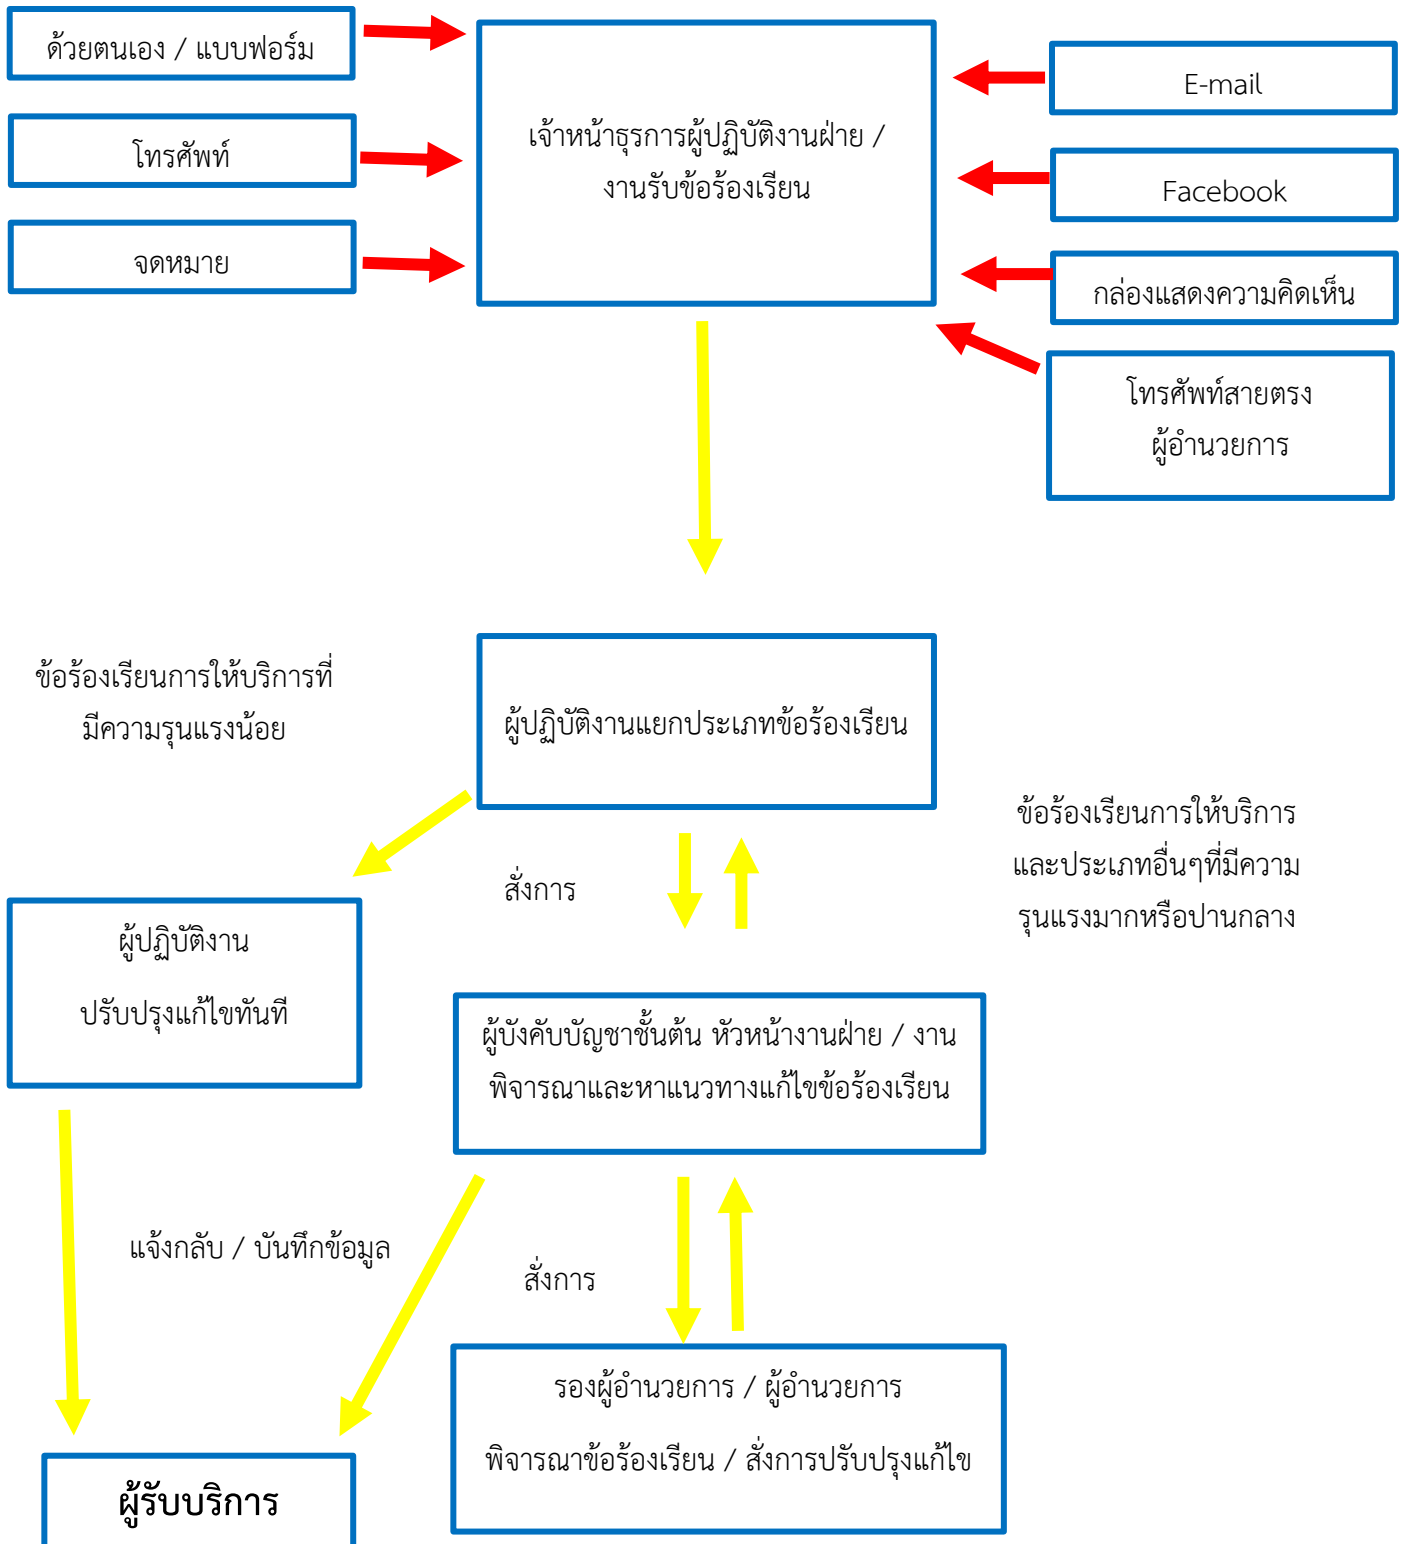 ด้วยตนเอง / แบบฟอร์ม
โทรศัพท์
จดหมาย
เจ้าหน้าธุรการผู้ปฏิบัติงานฝ่าย /
งานรับข้อร้องเรียน
E-mail
Facebook
กล่องแสดงความคิดเห็น
โทรศัพท์สายตรง
ผู้อำนวยการ
ข้อร้องเรียนการให้บริการที่
มีความรุนแรงน้อย
ผู้ปฏิบัติงานแยกประเภทข้อร้องเรียน
ข้อร้องเรียนการให้บริการ
และประเภทอื่นๆที่มีความ
รุนแรงมากหรือปานกลาง
สั่งการ
ผู้ปฏิบัติงาน
ปรับปรุงแก้ไขทันที
ผู้บังคับบัญชาชั้นต้น หัวหน้างานฝ่าย / งาน
พิจารณาและหาแนวทางแก้ไขข้อร้องเรียน
แจ้งกลับ / บันทึกข้อมูล
สั่งการ
รองผู้อำนวยการ / ผู้อำนวยการ
พิจารณาข้อร้องเรียน / สั่งการปรับปรุงแก้ไข
ผู้รับบริการ